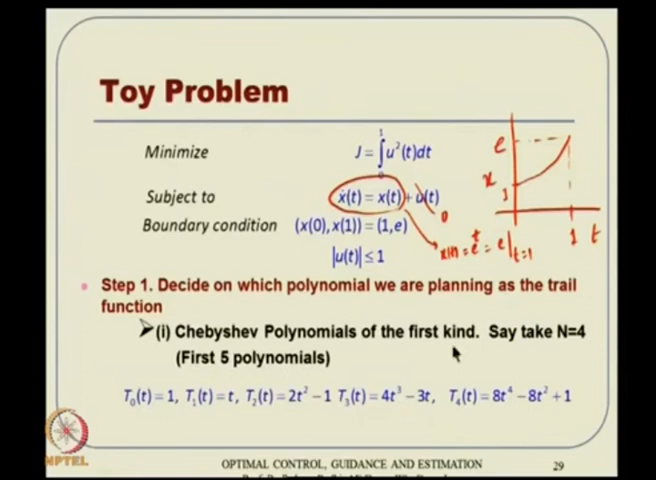 Toy Problem
Minimize J = ∫₀¹ u²(t)dt
Subject to ẋ(t) = x(t) + u(t)
0
Boundary condition (x(0), x(1)) = (1, e)
|u(t)| ≤ 1
e
x
1
1 t
x(t) = e^t = e|t=1
Step 1. Decide on which polynomial we are planning as the trail
function
(i) Chebyshev Polynomials of the first kind. Say take N=4
(First 5 polynomials)
T₀(t) = 1, T₁(t) = t, T₂(t) = 2t² − 1 T₃(t) = 4t³ − 3t, T₄(t) = 8t⁴ − 8t² + 1
NPTEL
OPTIMAL CONTROL, GUIDANCE AND ESTIMATION
29